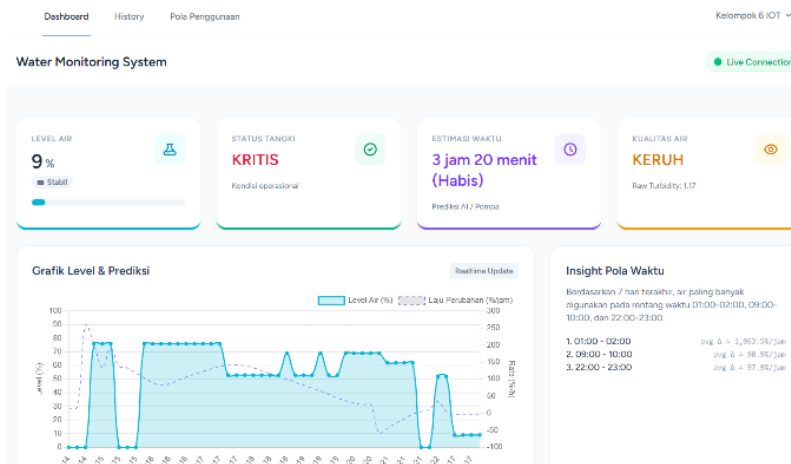 Dashboard History Pola Penggunaan Kelompok 6 IOT
Water Monitoring System Live Connection
LEVEL AIR
9 %
Stabil
STATUS TANGKI
KRITIS
Kondisi operasional
ESTIMASI WAKTU
3 jam 20 menit
(Habis)
Prediksi AI / Pompa
KUALITAS AIR
KERUH
Raw Turbidity: 1.17
Grafik Level & Prediksi Realtime Update
Level Air (%) Laju Perubahan (%/jam)
Level (%)
100
90
80
70
60
50
40
30
20
10
0
300
250
200
150
100
50
0
-50
-100
Rate (%/h)
Insight Pola Waktu
Berdasarkan 7 hari terakhir, air paling banyak
digunakan pada rentang waktu 01:00-02:00, 09:00-
10:00, dan 22:00-23:00.
1. 01:00 - 02:00 avg Δ = 1,063.5%/jam
2. 09:00 - 10:00 avg Δ = 98.9%/jam
3. 22:00 - 23:00 avg Δ = 97.9%/jam